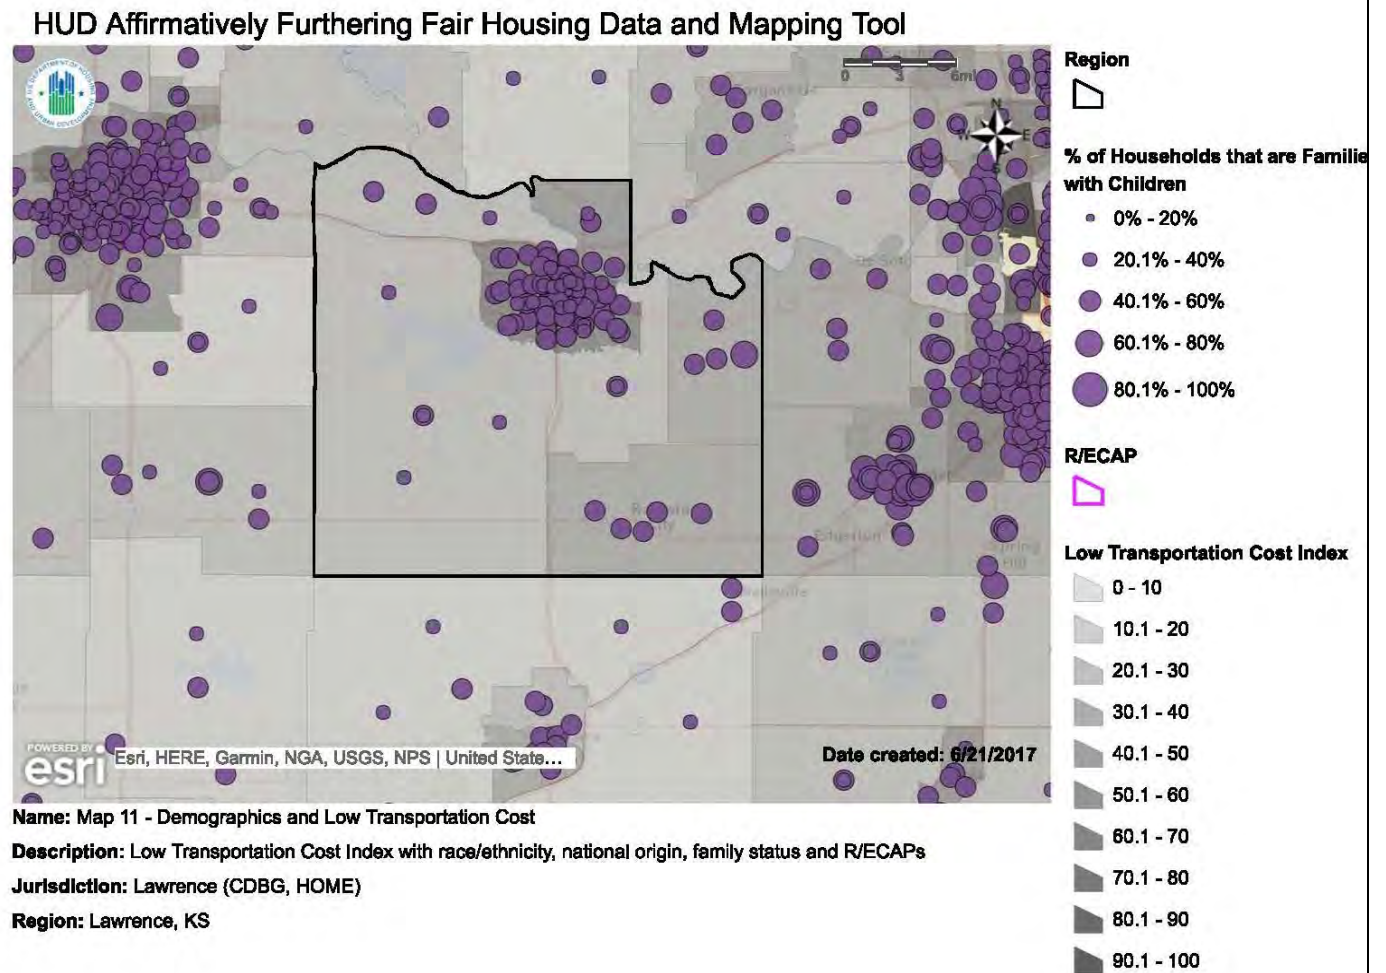 HUD Affirmatively Furthering Fair Housing Data and Mapping Tool
0 3 6mi
N
W E
S
Edgerton
Spring
Hill
Wellsville
POWERED BY
esri
Esri, HERE, Garmin, NGA, USGS, NPS | United State...
Date created: 6/21/2017
Region
% of Households that are Familie
with Children
0% - 20%
20.1% - 40%
40.1% - 60%
60.1% - 80%
80.1% - 100%
R/ECAP
Low Transportation Cost Index
0 - 10
10.1 - 20
20.1 - 30
30.1 - 40
40.1 - 50
50.1 - 60
60.1 - 70
70.1 - 80
80.1 - 90
90.1 - 100
Name: Map 11 - Demographics and Low Transportation Cost
Description: Low Transportation Cost Index with race/ethnicity, national origin, family status and R/ECAPs
Jurisdiction: Lawrence (CDBG, HOME)
Region: Lawrence, KS